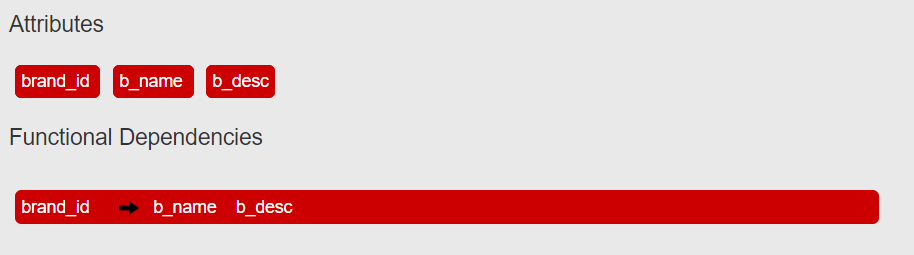 Attributes
brand_id b_name b_desc
Functional Dependencies
brand_id b_name b_desc